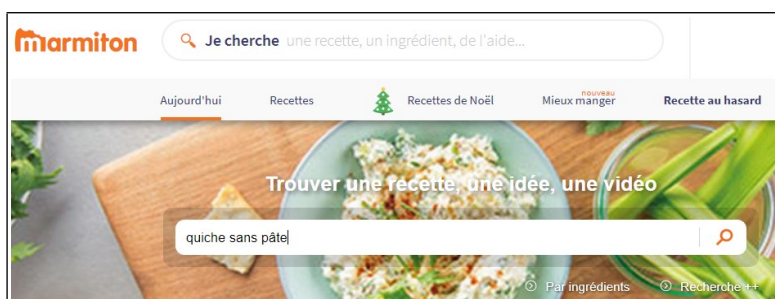 marmiton
Je cherche une recette, un ingrédient, de l'aide...
nouveau
Aujourd'hui Recettes Recettes de Noël Mieux manger Recette au hasard
Trouver une recette, une idée, une vidéo
quiche sans pâte
Par ingrédients Recherche ++